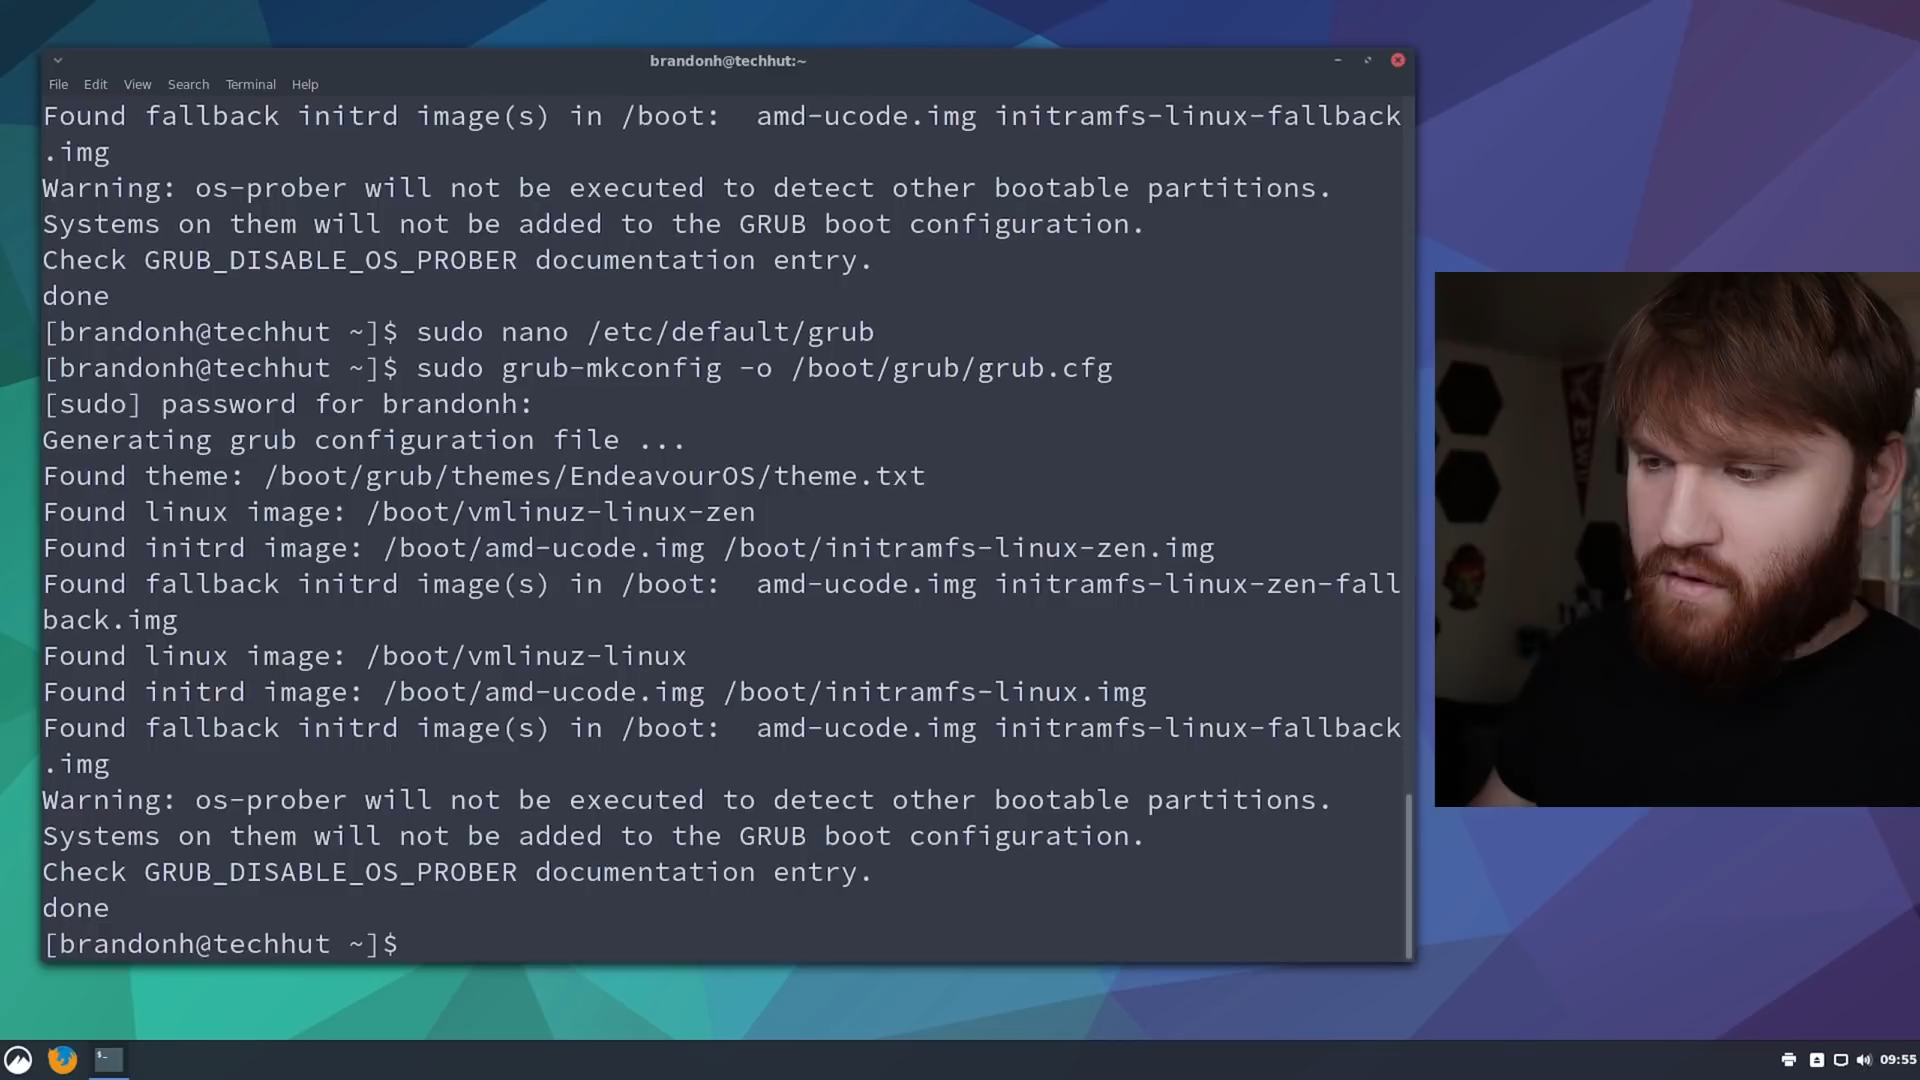 brandonh@techhut:~
File Edit View Search Terminal Help
Found fallback initrd image(s) in /boot:  amd-ucode.img initramfs-linux-fallback
.img
Warning: os-prober will not be executed to detect other bootable partitions.
Systems on them will not be added to the GRUB boot configuration.
Check GRUB_DISABLE_OS_PROBER documentation entry.
done
[brandonh@techhut ~]$ sudo nano /etc/default/grub
[brandonh@techhut ~]$ sudo grub-mkconfig -o /boot/grub/grub.cfg
[sudo] password for brandonh:
Generating grub configuration file ...
Found theme: /boot/grub/themes/EndeavourOS/theme.txt
Found linux image: /boot/vmlinuz-linux-zen
Found initrd image: /boot/amd-ucode.img /boot/initramfs-linux-zen.img
Found fallback initrd image(s) in /boot:  amd-ucode.img initramfs-linux-zen-fall
back.img
Found linux image: /boot/vmlinuz-linux
Found initrd image: /boot/amd-ucode.img /boot/initramfs-linux.img
Found fallback initrd image(s) in /boot:  amd-ucode.img initramfs-linux-fallback
.img
Warning: os-prober will not be executed to detect other bootable partitions.
Systems on them will not be added to the GRUB boot configuration.
Check GRUB_DISABLE_OS_PROBER documentation entry.
done
[brandonh@techhut ~]$
09:55